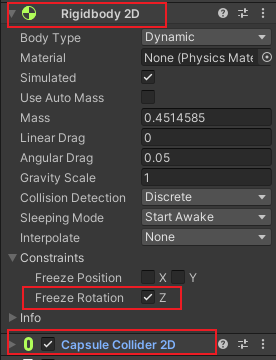 Rigidbody 2D
Body Type Dynamic
Material None (Physics Mate
Simulated
Use Auto Mass
Mass 0.4514585
Linear Drag 0
Angular Drag 0.05
Gravity Scale 1
Collision Detection Discrete
Sleeping Mode Start Awake
Interpolate None
Constraints
Freeze Position X Y
Freeze Rotation Z
Info
Capsule Collider 2D